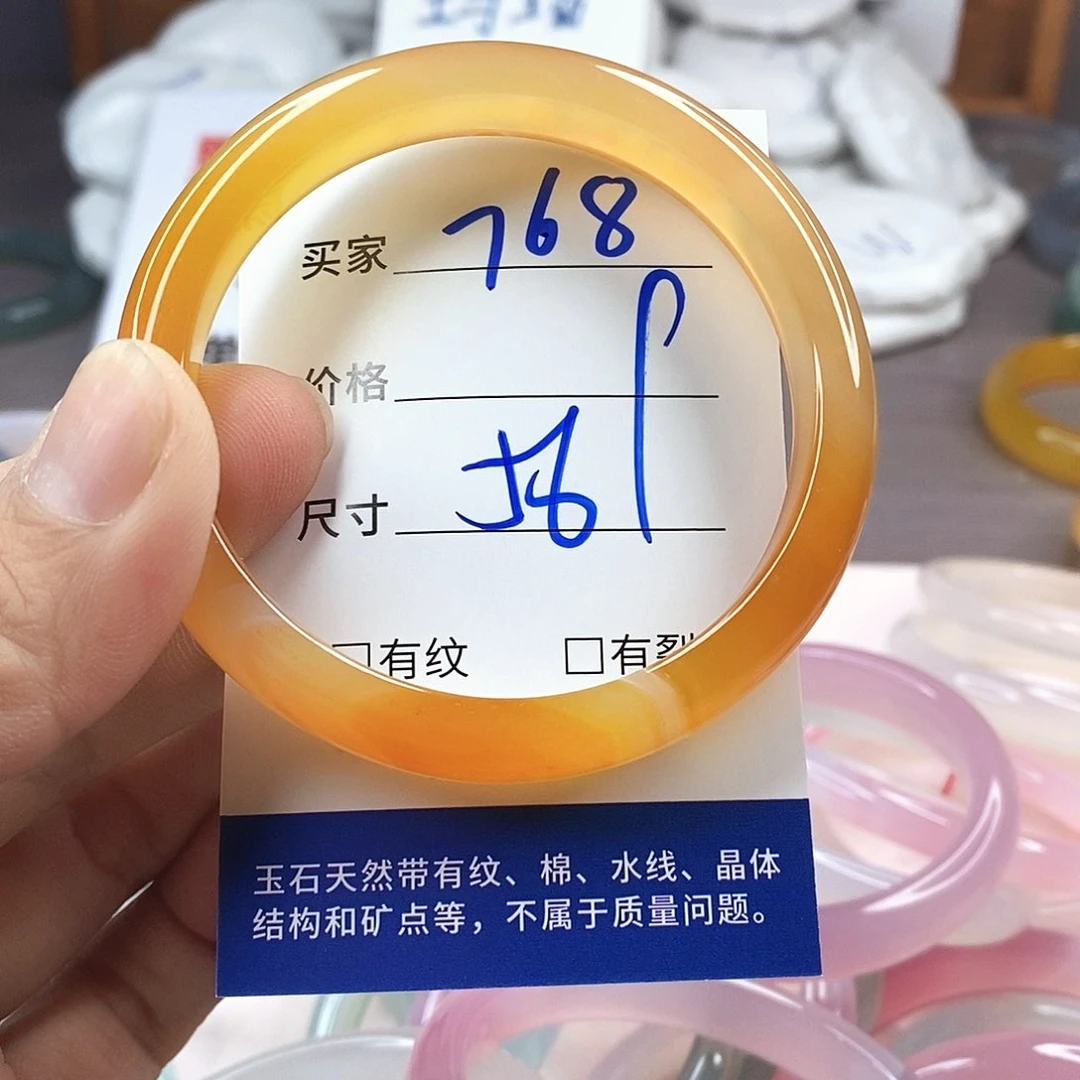 买家 768
价格
尺寸 58
□有纹 □有裂
玉石天然带有纹、棉、水线、晶体
结构和矿点等，不属于质量问题。